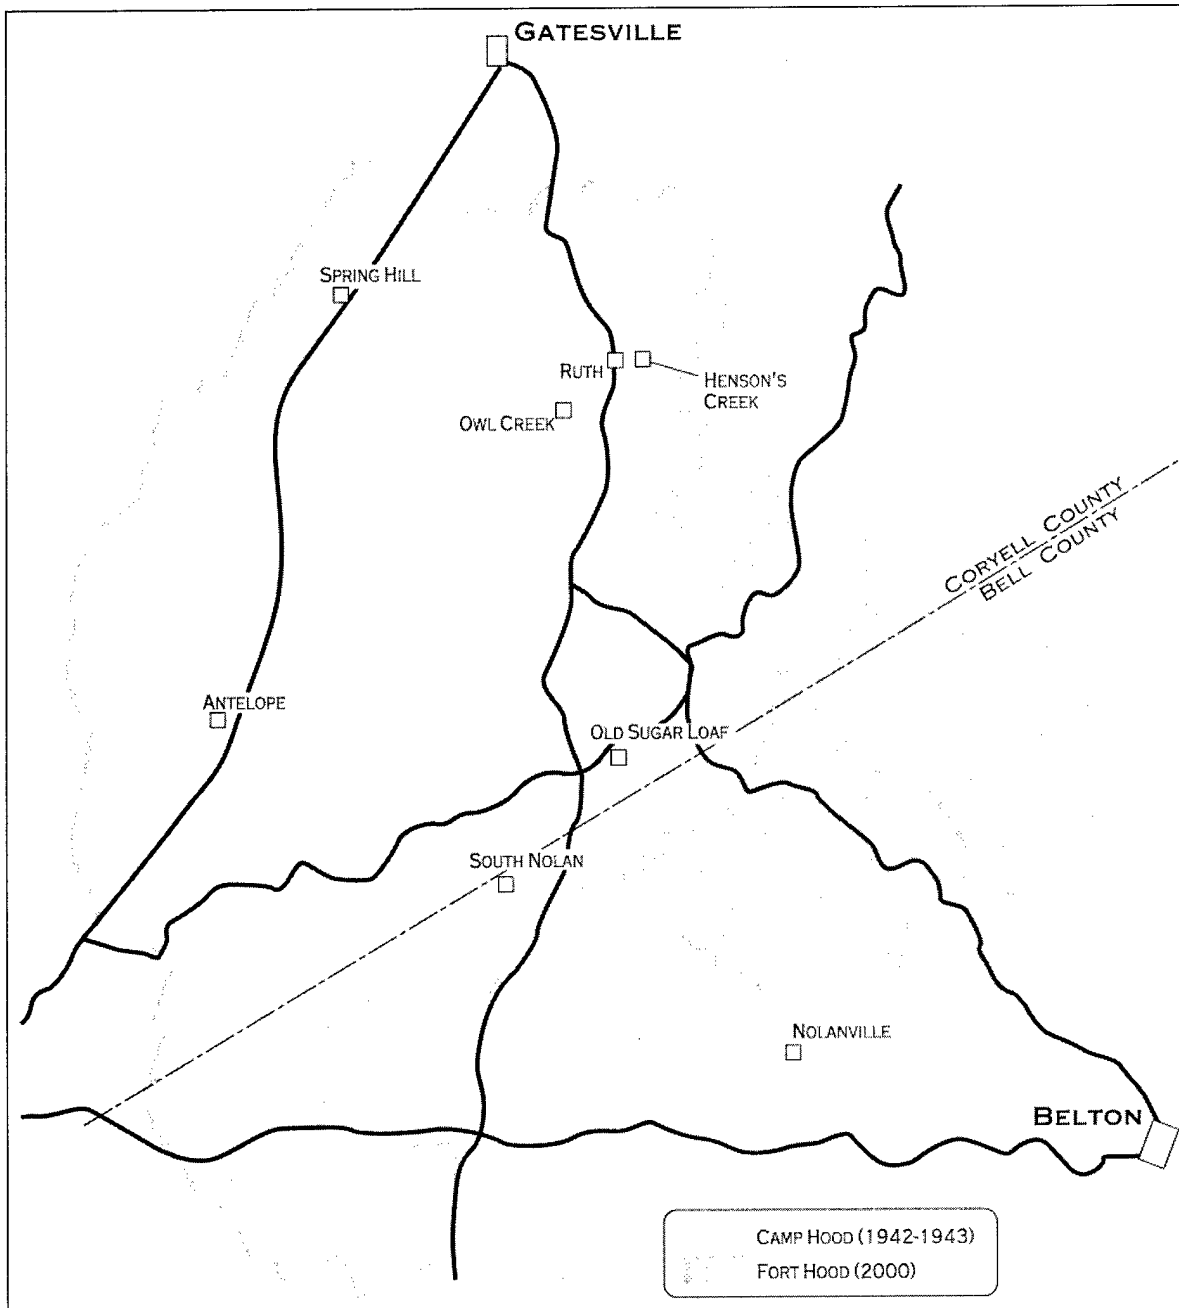 GATESVILLE
SPRING HILL
RUTH
HENSON'S
CREEK
OWL CREEK
CORYELL COUNTY
BELL COUNTY
ANTELOPE
OLD SUGAR LOAF
SOUTH NOLAN
NOLANVILLE
BELTON
CAMP HOOD (1942-1943)
FORT HOOD (2000)